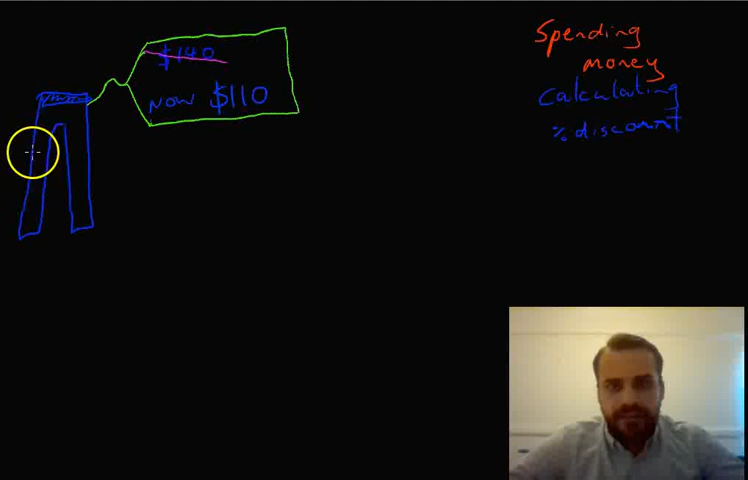 $140
Now $110
Spending
money
Calculating
% discount